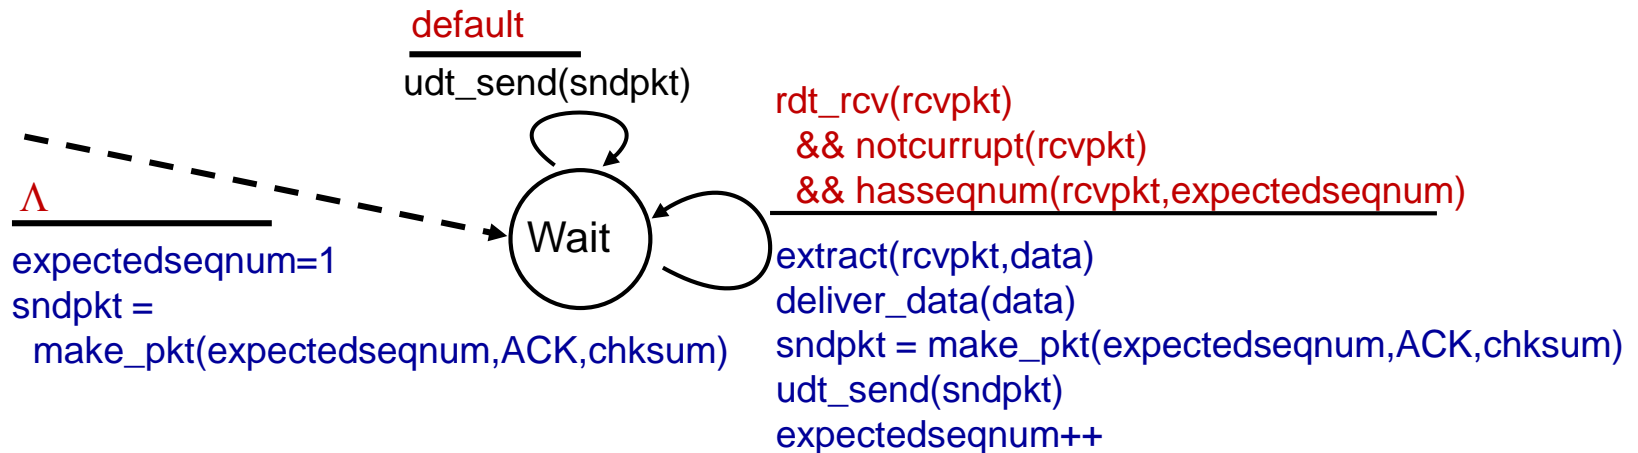 default
udt_send(sndpkt)
rdt_rcv(rcvpkt)
&& notcurrupt(rcvpkt)
&& hasseqnum(rcvpkt,expectedseqnum)
Λ
Wait
expectedseqnum=1
sndpkt =
make_pkt(expectedseqnum,ACK,chksum)
extract(rcvpkt,data)
deliver_data(data)
sndpkt = make_pkt(expectedseqnum,ACK,chksum)
udt_send(sndpkt)
expectedseqnum++